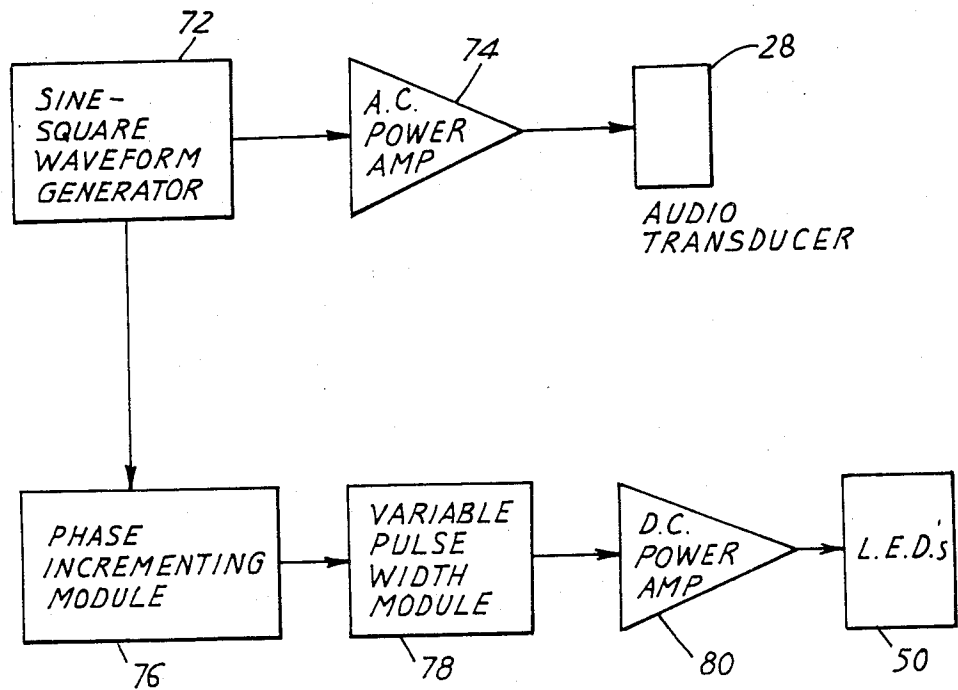 72
SINE-
SQUARE
WAVEFORM
GENERATOR
74
A.C.
POWER
AMP
28
AUDIO
TRANSDUCER
PHASE
INCREMENTING
MODULE
76
VARIABLE
PULSE
WIDTH
MODULE
78
D.C.
POWER
AMP
80
L.E.D.'s
50